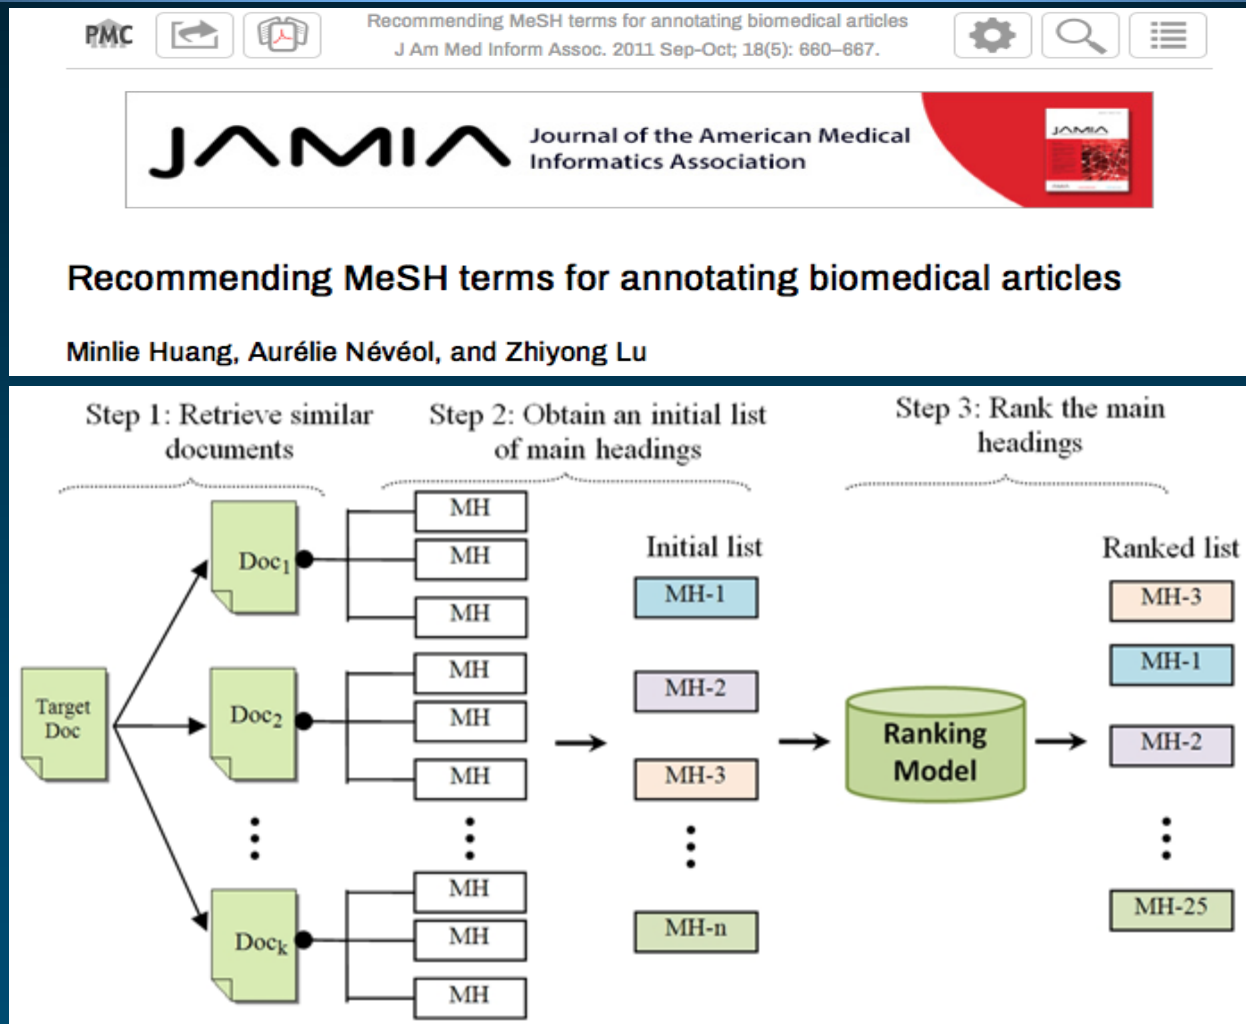 PMC
Recommending MeSH terms for annotating biomedical articles
J Am Med Inform Assoc. 2011 Sep-Oct; 18(5): 660–667.
JAMIA
Journal of the American Medical
Informatics Association
JAMIA
Recommending MeSH terms for annotating biomedical articles
Minlie Huang, Aurélie Névéol, and Zhiyong Lu
Step 1: Retrieve similar
documents
Step 2: Obtain an initial list
of main headings
Step 3: Rank the main
headings
Target
Doc
Doc1
Doc2
Dock
MH
MH
MH
MH
MH
MH
MH
MH
MH
Initial list
MH-1
MH-2
MH-3
MH-n
Ranking
Model
Ranked list
MH-3
MH-1
MH-2
MH-25